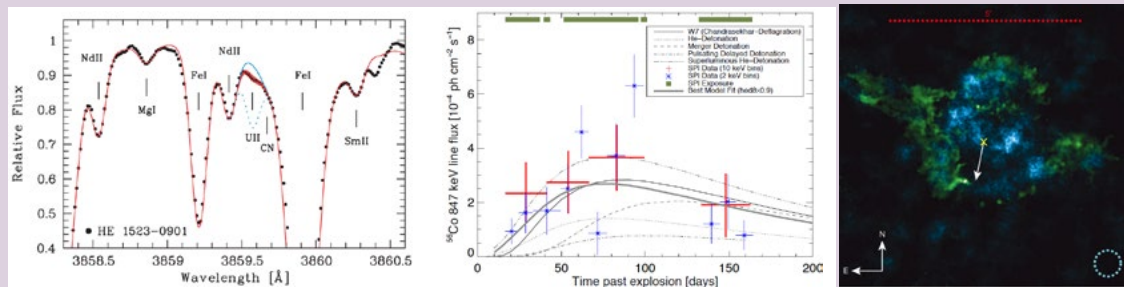 NdII
MgI
FeI
NdII
UII
CN
FeI
SmII
HE 1523-0901
Relative Flux
1
0.9
0.8
0.7
0.6
0.5
0.4
3858.5
3859
3859.5
3860
3860.5
Wavelength [Å]
⁵⁶Co 847 keV line flux [10⁻⁴ ph cm⁻² s⁻¹]
8
6
4
2
0
0
50
100
150
200
Time past explosion [days]
W7 (Chandrasekhar-Deflagration)
He-Detonation
Merger Detonation
Pulsating Delayed Detonation
Superluminous He-Detonation
SPI Data (10 keV bins)
SPI Data (2 keV bins)
SPI Exposure
Best Model Fit (hed8<0.9)
5'
N
E